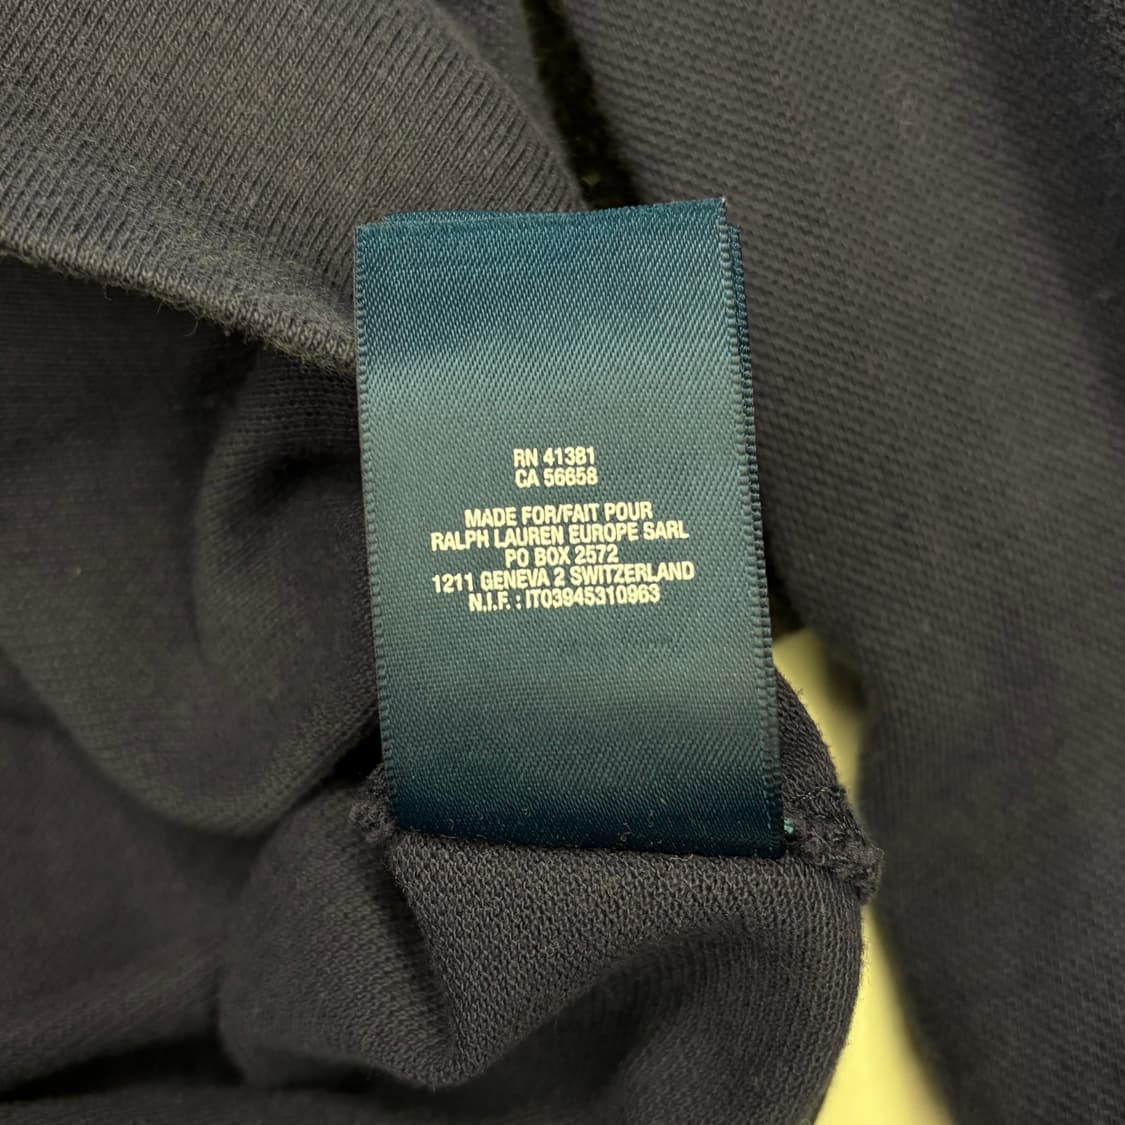 RN 41381
CA 56658
MADE FOR/FAIT POUR
RALPH LAUREN EUROPE SARL
PO BOX 2572
1211 GENEVA 2 SWITZERLAND
N.I.F. : IT03945310963